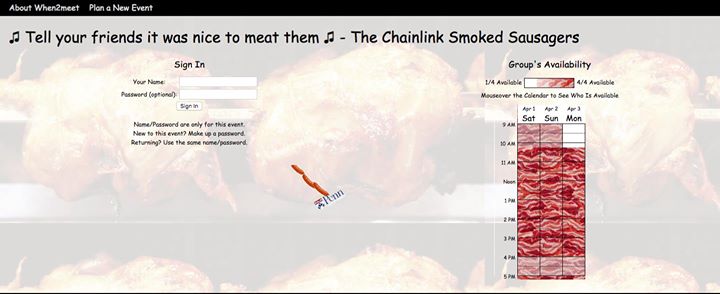 About When2meet Plan a New Event
♫ Tell your friends it was nice to meat them ♫ - The Chainlink Smoked Sausagers
Sign In
Your Name:
Password (optional):
Sign In
Name/Password are only for this event.
New to this event? Make up a password.
Returning? Use the same name/password.
Penn
Group's Availability
1/4 Available 4/4 Available
Mouseover the Calendar to See Who Is Available
Apr 1 Apr 2 Apr 3
Sat Sun Mon
9 AM
10 AM
11 AM
Noon
1 PM
2 PM
3 PM
4 PM
5 PM